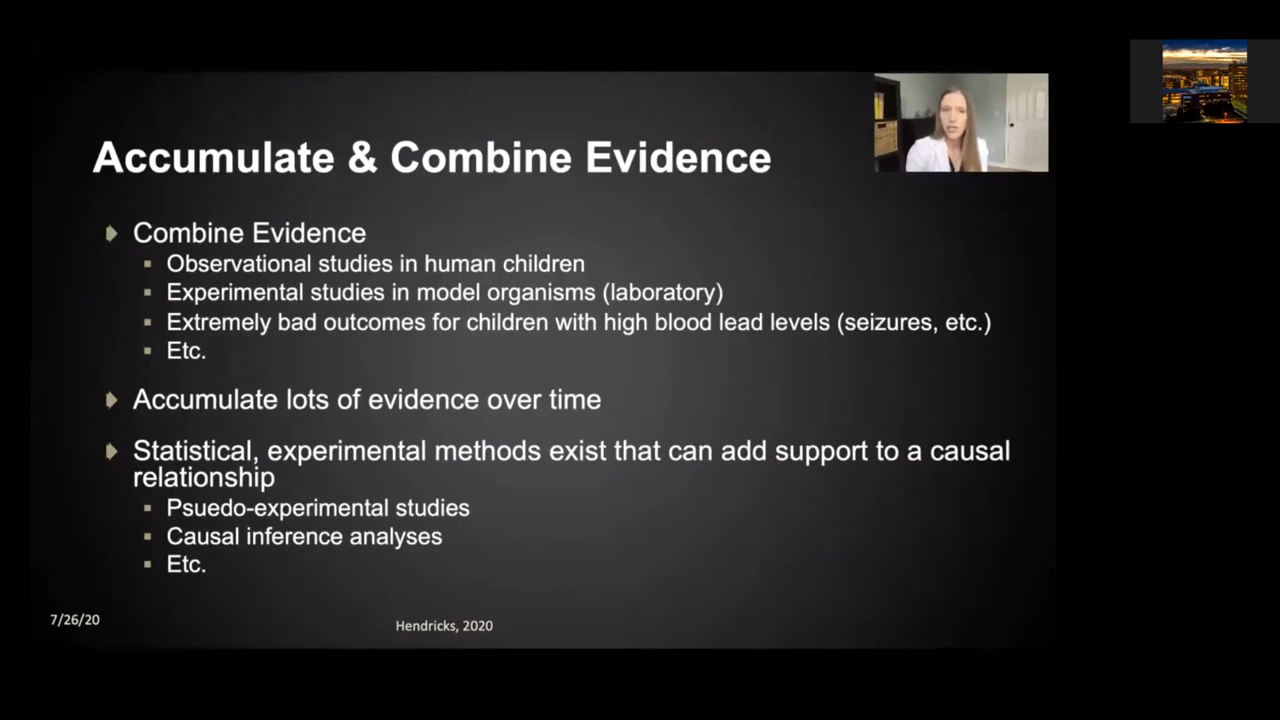 Accumulate & Combine Evidence
Combine Evidence
Observational studies in human children
Experimental studies in model organisms (laboratory)
Extremely bad outcomes for children with high blood lead levels (seizures, etc.)
Etc.
Accumulate lots of evidence over time
Statistical, experimental methods exist that can add support to a causal
relationship
Psuedo-experimental studies
Causal inference analyses
Etc.
7/26/20
Hendricks, 2020